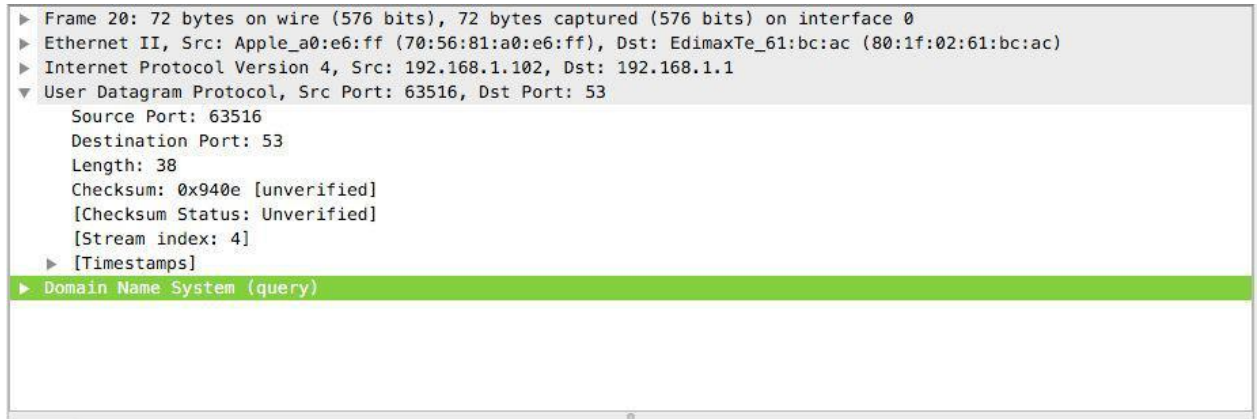 Frame 20: 72 bytes on wire (576 bits), 72 bytes captured (576 bits) on interface 0
Ethernet II, Src: Apple_a0:e6:ff (70:56:81:a0:e6:ff), Dst: EdimaxTe_61:bc:ac (80:1f:02:61:bc:ac)
Internet Protocol Version 4, Src: 192.168.1.102, Dst: 192.168.1.1
User Datagram Protocol, Src Port: 63516, Dst Port: 53
Source Port: 63516
Destination Port: 53
Length: 38
Checksum: 0x940e [unverified]
[Checksum Status: Unverified]
[Stream index: 4]
[Timestamps]
Domain Name System (query)